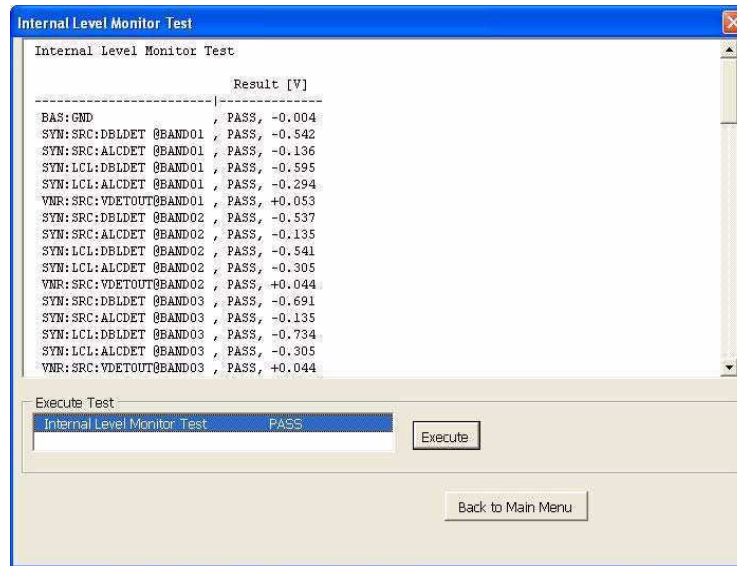 Internal Level Monitor Test
Internal Level Monitor Test
Result [V]
------------------------|--------------
BAS:GND , PASS, -0.004
SYN:SRC:DBLDET @BAND01 , PASS, -0.542
SYN:SRC:ALCDET @BAND01 , PASS, -0.136
SYN:LCL:DBLDET @BAND01 , PASS, -0.595
SYN:LCL:ALCDET @BAND01 , PASS, -0.294
VNR:SRC:VDETOUT@BAND01 , PASS, +0.053
SYN:SRC:DBLDET @BAND02 , PASS, -0.537
SYN:SRC:ALCDET @BAND02 , PASS, -0.135
SYN:LCL:DBLDET @BAND02 , PASS, -0.541
SYN:LCL:ALCDET @BAND02 , PASS, -0.305
VNR:SRC:VDETOUT@BAND02 , PASS, +0.044
SYN:SRC:DBLDET @BAND03 , PASS, -0.691
SYN:SRC:ALCDET @BAND03 , PASS, -0.135
SYN:LCL:DBLDET @BAND03 , PASS, -0.734
SYN:LCL:ALCDET @BAND03 , PASS, -0.305
VNR:SRC:VDETOUT@BAND03 , PASS, +0.044
Execute Test
Internal Level Monitor Test PASS
Execute
Back to Main Menu